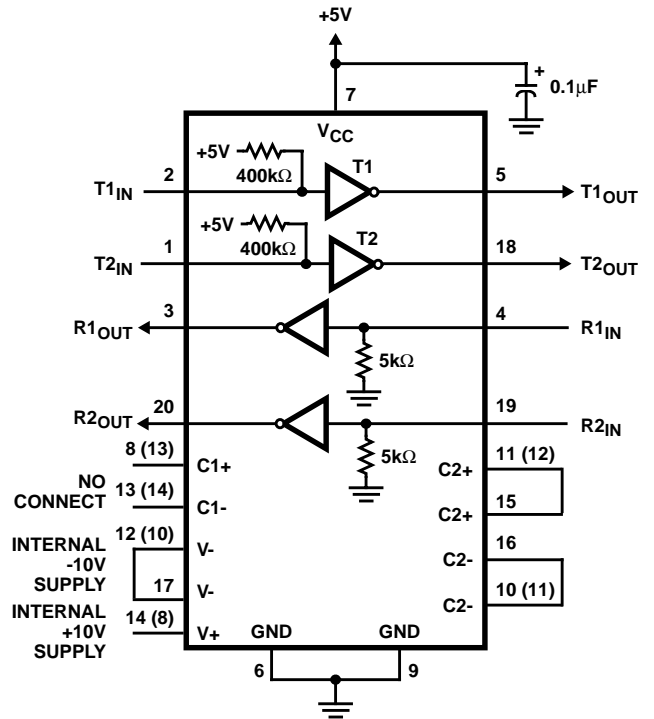 +5V
+
0.1μF
7
VCC
+5V
400kΩ
T1
T1IN
2
5
T1OUT
+5V
400kΩ
T2
T2IN
1
18
T2OUT
R1OUT
3
4
R1IN
5kΩ
R2OUT
20
19
R2IN
5kΩ
8 (13)
C1+
NO
CONNECT
13 (14)
C1-
INTERNAL
-10V
SUPPLY
12 (10)
V-
17
V-
INTERNAL
+10V
SUPPLY
14 (8)
V+
C2+
11 (12)
C2+
15
C2-
16
C2-
10 (11)
GND
GND
6
9